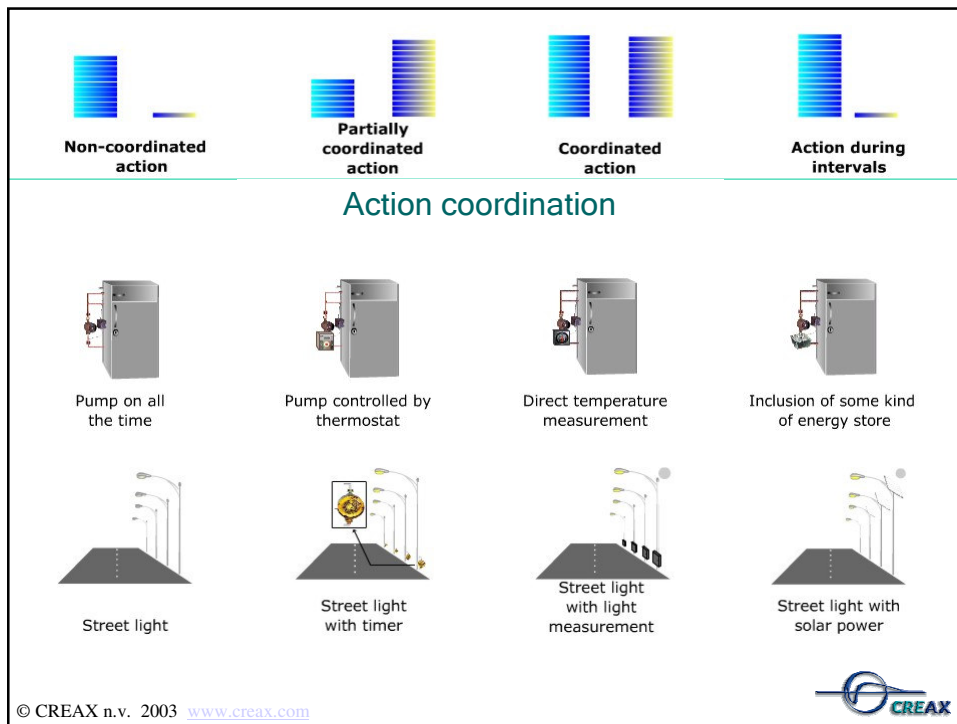 Non-coordinated
action
Partially
coordinated
action
Coordinated
action
Action during
intervals
Action coordination
Pump on all
the time
Pump controlled by
thermostat
Direct temperature
measurement
Inclusion of some kind
of energy store
Street light
Street light
with timer
Street light
with light
measurement
Street light with
solar power
© CREAX n.v. 2003 www.creax.com
CREAX